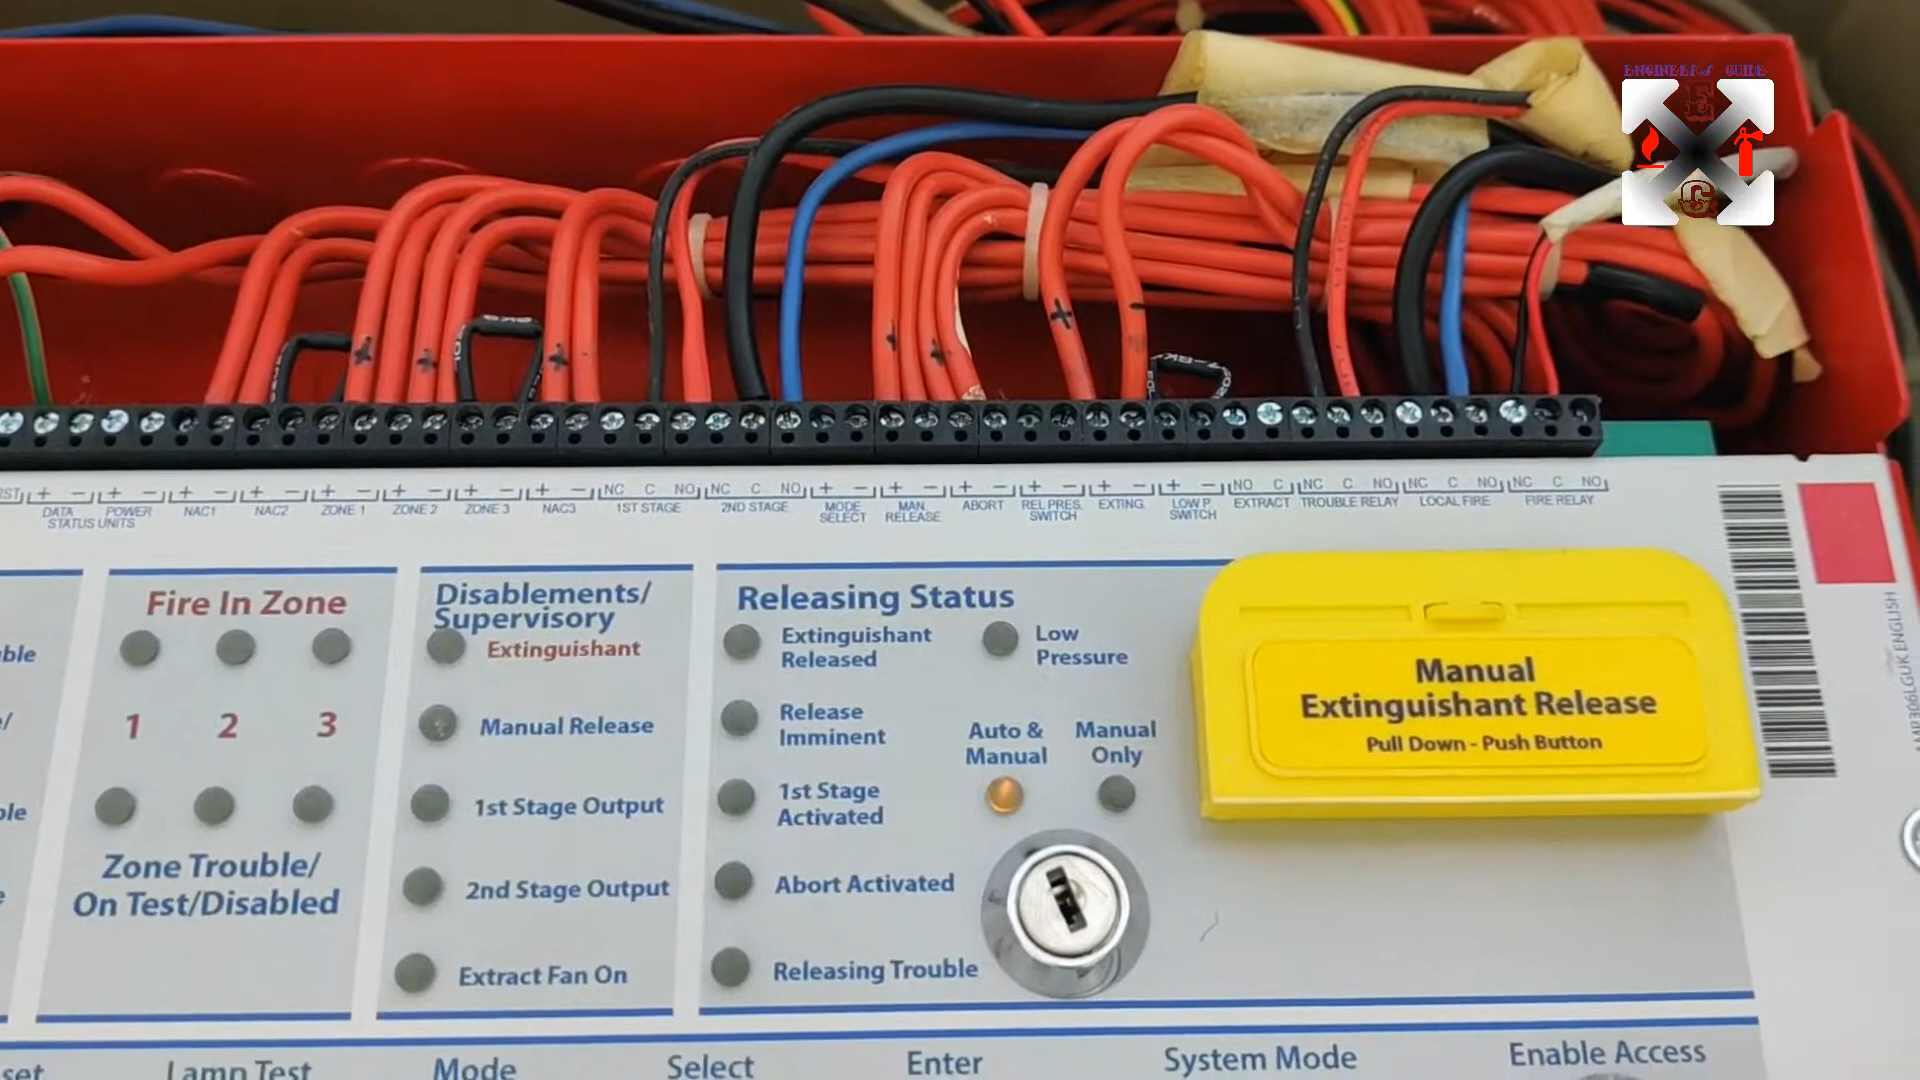 ENGINEERS GUIDE
E
G
+
+
+
+
-
RST + - + - + - + - + - + - + - + - NC C NO NC C NO + - + - + - + - + - + - NO C NC C NO NC C NO NC C NO
DATA POWER NAC1 NAC2 ZONE 1 ZONE 2 ZONE 3 NAC3 1ST STAGE 2ND STAGE MODE MAN. ABORT REL PRES. EXTING. LOW P. EXTRACT TROUBLE RELAY LOCAL FIRE FIRE RELAY
STATUS UNITS SELECT RELEASE SWITCH SWITCH
Fire In Zone
1 2 3
Zone Trouble/
On Test/Disabled
Disablements/
Supervisory
Extinguishant
Manual Release
1st Stage Output
2nd Stage Output
Extract Fan On
Releasing Status
Extinguishant
Released
Low
Pressure
Release
Imminent
Auto &
Manual
Manual
Only
1st Stage
Activated
Abort Activated
Releasing Trouble
Manual
Extinguishant Release
Pull Down - Push Button
Lamp Test Mode Select Enter System Mode Enable Access